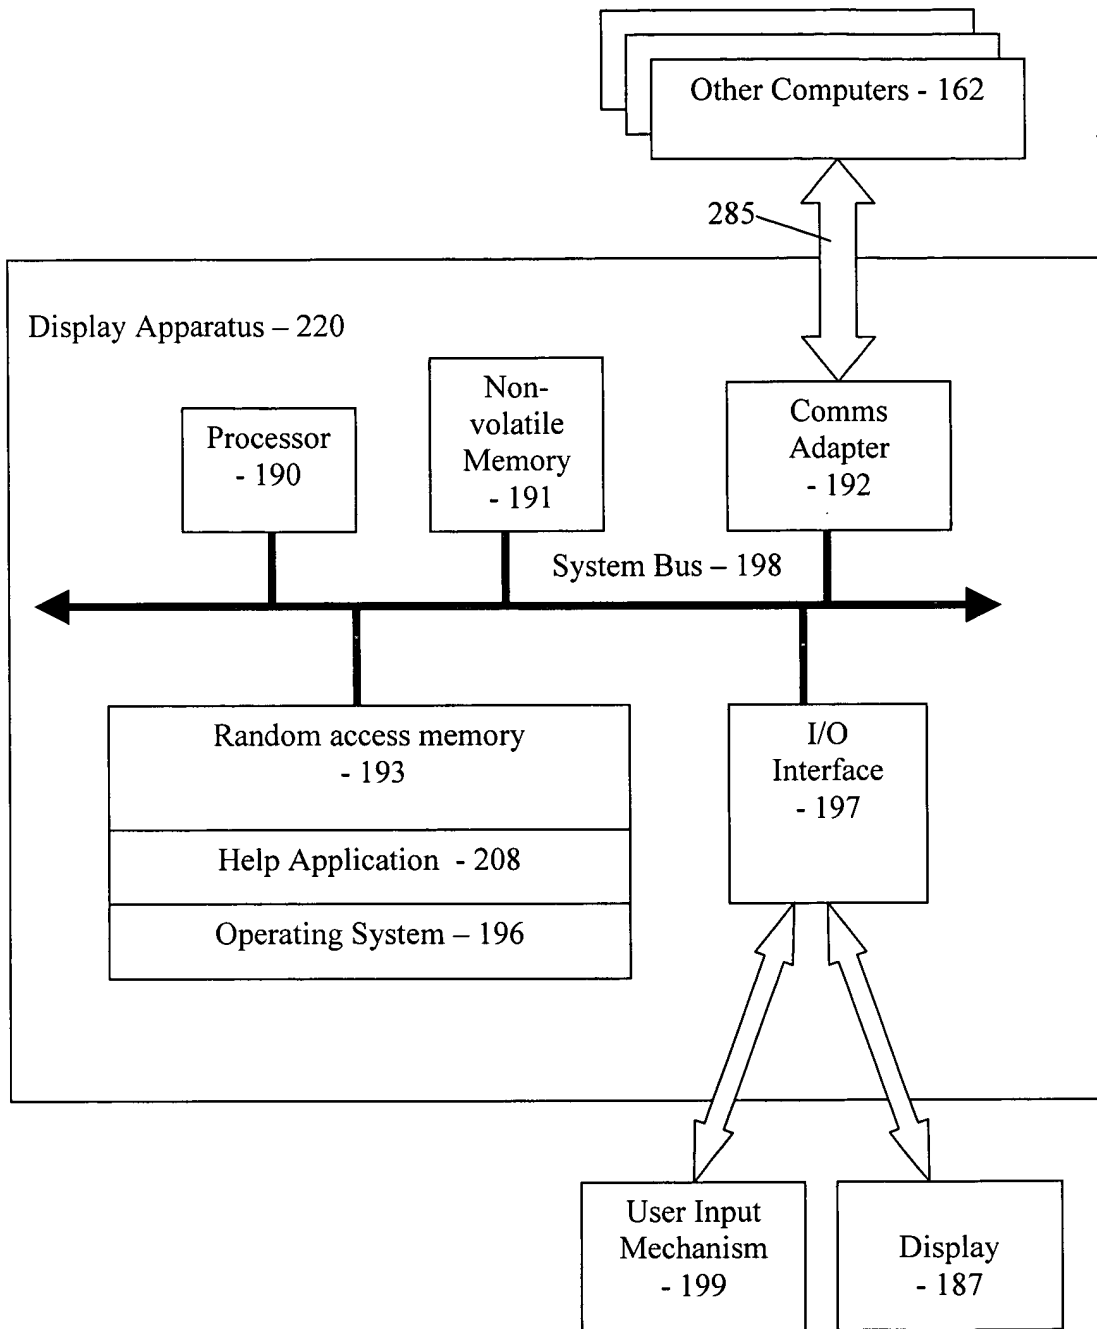 Other Computers - 162
285
Display Apparatus – 220
Non-
volatile
Memory
- 191
Processor
- 190
Comms
Adapter
- 192
System Bus – 198
Random access memory
- 193
Help Application - 208
Operating System – 196
I/O
Interface
- 197
User Input
Mechanism
- 199
Display
- 187